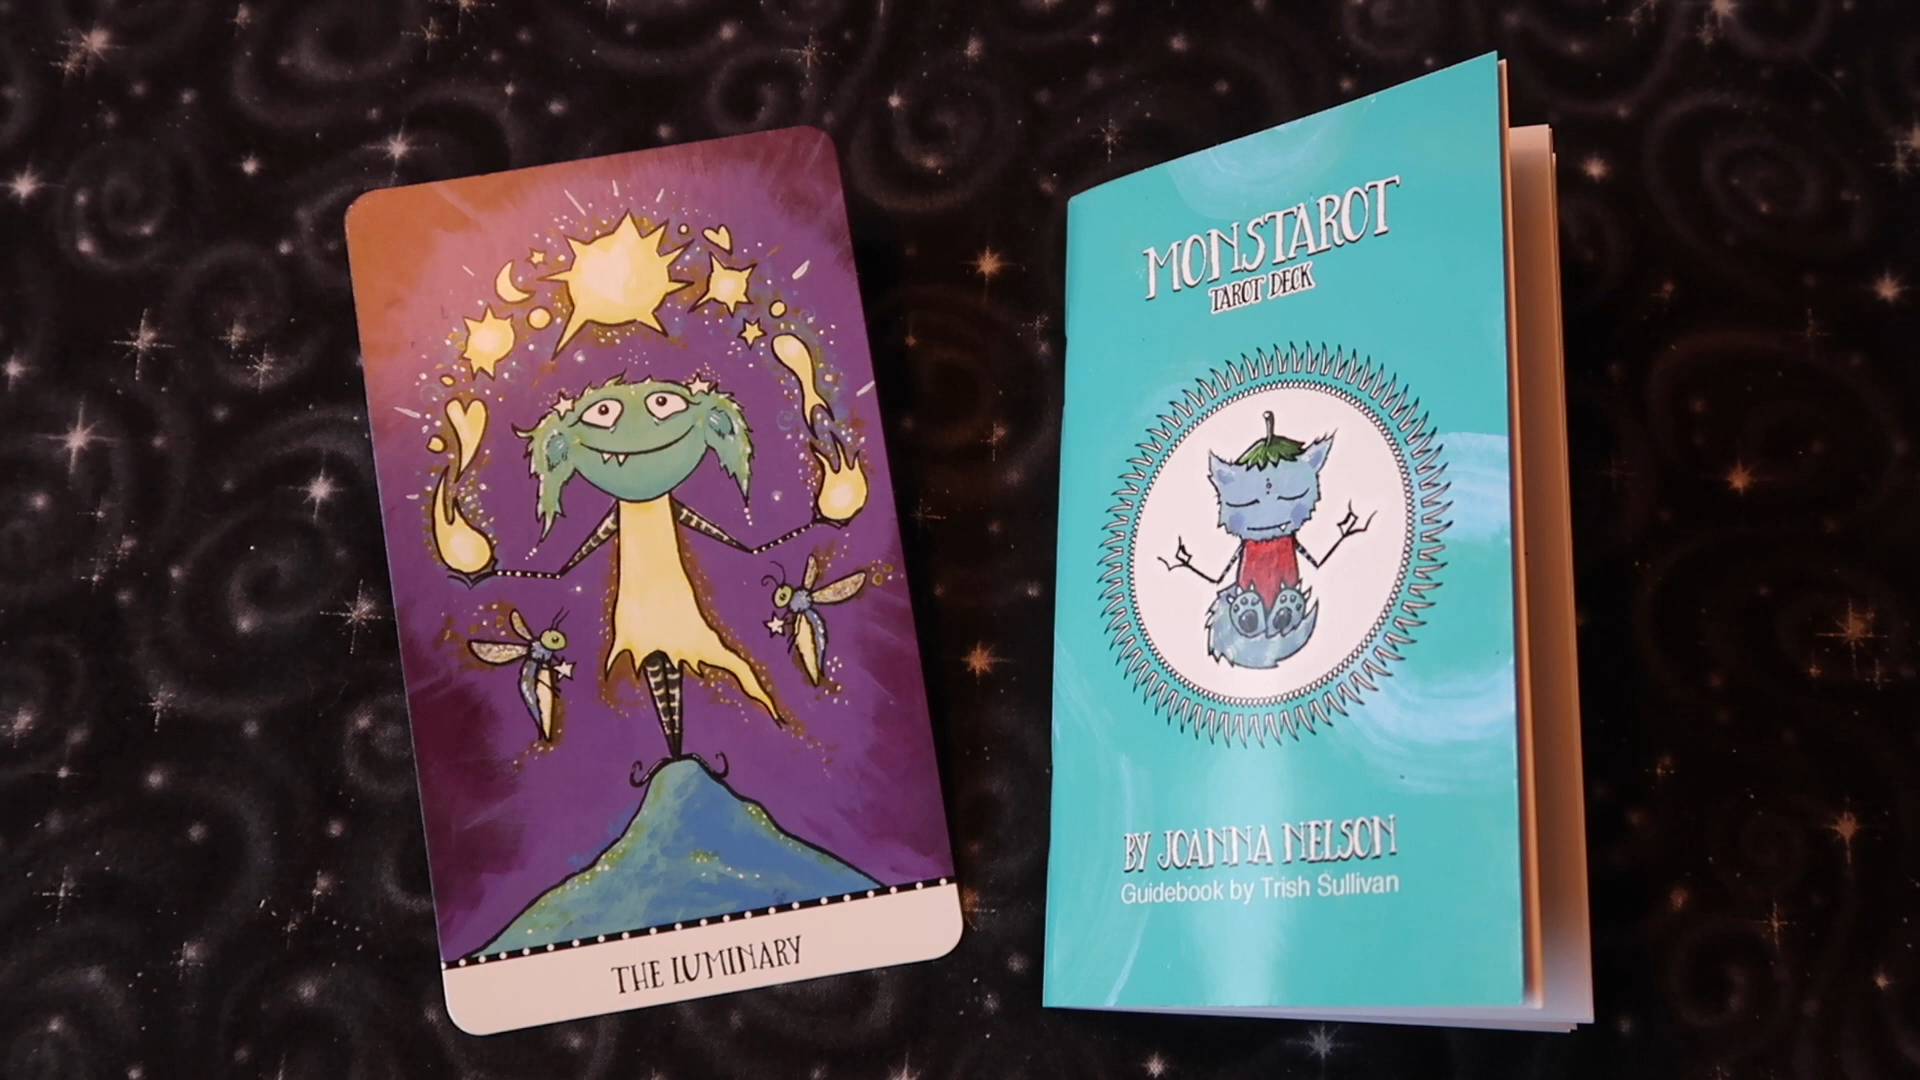 THE LUMINARY
MONSTAROT
TAROT DECK
BY JOANNA NELSON
Guidebook by Trish Sullivan